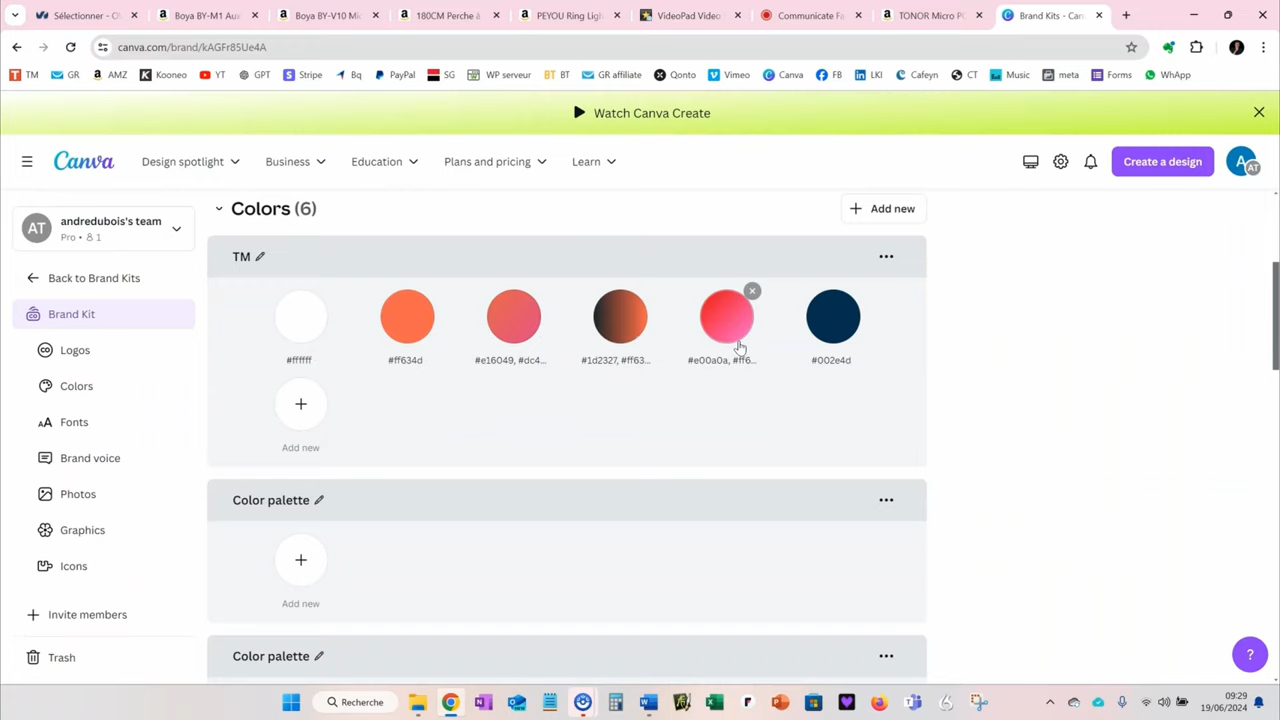 Sélectionner - Of
Boya BY-M1 Aux
Boya BY-V10 Mic
180CM Perche à
PEYOU Ring Ligh
VideoPad Video
Communicate Fa
TONOR Micro PC
Brand Kits - Can
canva.com/brand/kAGFr85Ue4A
TM
GR
AMZ
Kooneo
YT
GPT
Stripe
Bq
PayPal
SG
WP serveur
BT
GR affiliate
Qonto
Vimeo
Canva
FB
LKI
Cafeyn
CT
Music
meta
Forms
WhApp
Watch Canva Create
Canva
Design spotlight
Business
Education
Plans and pricing
Learn
Create a design
A
AT
AT
andredubois's team
Pro • 1
Back to Brand Kits
Brand Kit
Logos
Colors
Fonts
Brand voice
Photos
Graphics
Icons
Invite members
Trash
Colors (6)
Add new
TM
#ffffff
#ff634d
#e16049, #dc4...
#1d2327, #ff63...
#e00a0a, #ff6...
#002e4d
Add new
Color palette
Add new
Color palette
?
Recherche
09:29
19/06/2024